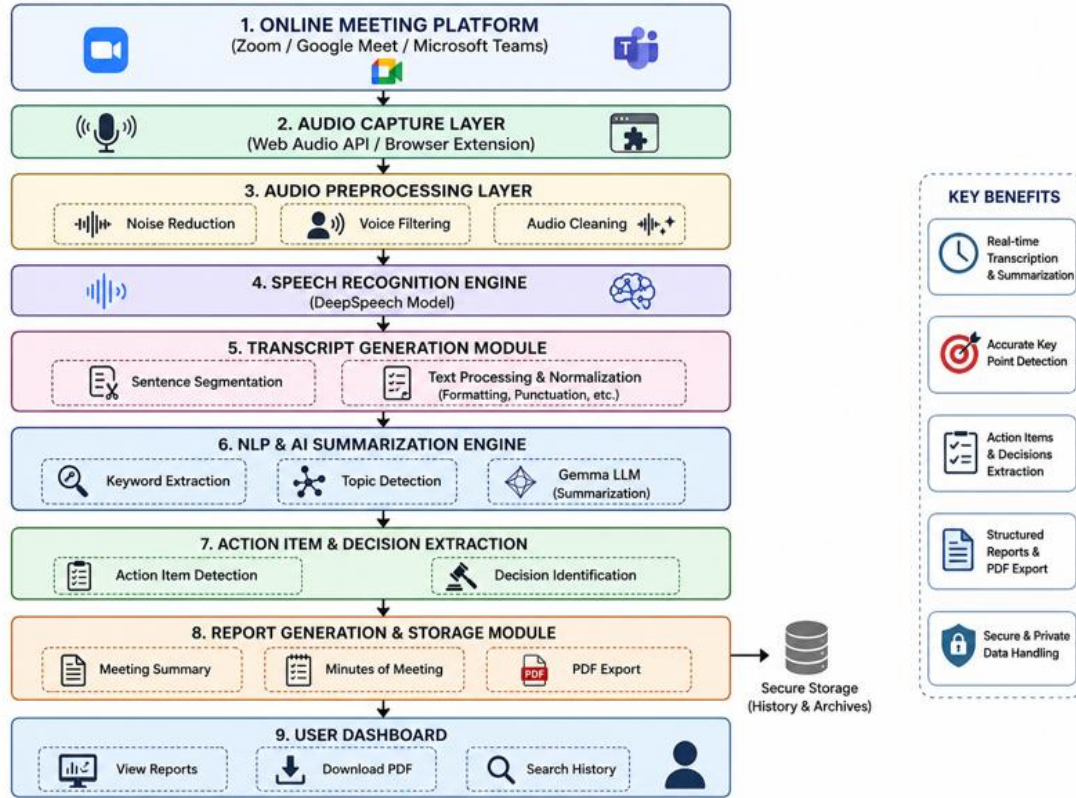 1. ONLINE MEETING PLATFORM
(Zoom / Google Meet / Microsoft Teams)
T
2. AUDIO CAPTURE LAYER
(Web Audio API / Browser Extension)
3. AUDIO PREPROCESSING LAYER
Noise Reduction
Voice Filtering
Audio Cleaning
4. SPEECH RECOGNITION ENGINE
(DeepSpeech Model)
5. TRANSCRIPT GENERATION MODULE
Sentence Segmentation
Text Processing & Normalization
(Formatting, Punctuation, etc.)
6. NLP & AI SUMMARIZATION ENGINE
Keyword Extraction
Topic Detection
Gemma LLM
(Summarization)
7. ACTION ITEM & DECISION EXTRACTION
Action Item Detection
Decision Identification
8. REPORT GENERATION & STORAGE MODULE
Meeting Summary
Minutes of Meeting
PDF
PDF Export
Secure Storage
(History & Archives)
9. USER DASHBOARD
View Reports
Download PDF
Search History
KEY BENEFITS
Real-time
Transcription
& Summarization
Accurate Key
Point Detection
Action Items
& Decisions
Extraction
Structured
Reports &
PDF Export
Secure & Private
Data Handling